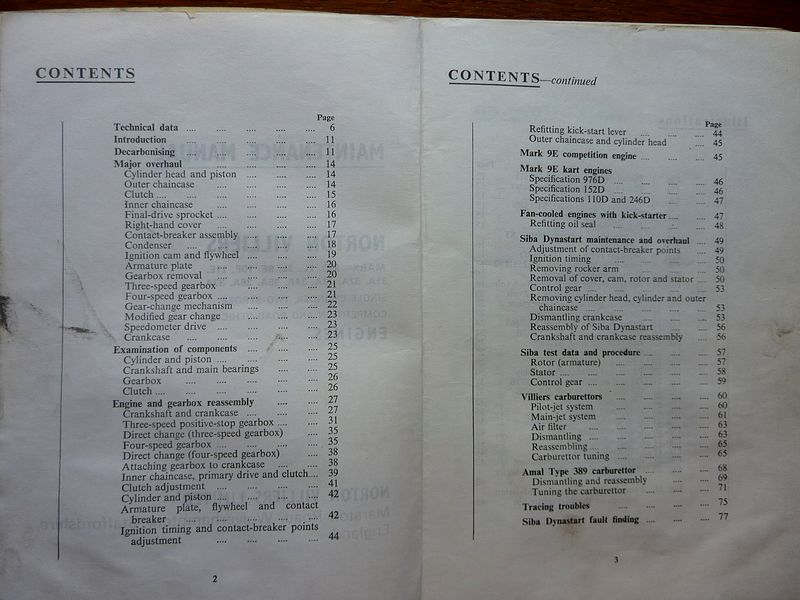 CONTENTS
Page
Technical data .... .... .... .... .... 6
Introduction .... .... .... .... 11
Decarbonising .... .... .... .... .... 11
Major overhaul .... .... .... .... .... 14
Cylinder head and piston .... .... .... 14
Outer chaincase .... .... .... .... 14
Clutch .... .... .... .... .... 15
Inner chaincase .... .... .... .... 16
Final-drive sprocket .... .... .... .... 16
Right-hand cover .... .... .... .... 17
Contact-breaker assembly .... .... .... 17
Condenser .... .... .... .... .... 18
Ignition cam and flywheel .... .... .... 19
Armature plate .... .... .... .... 20
Gearbox removal .... .... .... .... 20
Three-speed gearbox .... .... .... .... 21
Four-speed gearbox .... .... .... .... 21
Gear-change mechanism .... .... .... 22
Modified gear change .... .... .... 23
Speedometer drive .... .... .... .... 23
Crankcase .... .... .... .... .... 23
Examination of components .... .... .... 25
Cylinder and piston .... .... .... .... 25
Crankshaft and main bearings .... .... .... 25
Gearbox .... .... .... .... .... 26
Clutch .... .... .... .... .... 26
Engine and gearbox reassembly .... .... 27
Crankshaft and crankcase .... .... .... 27
Three-speed positive-stop gearbox .... .... 31
Direct change (three-speed gearbox) .... 35
Four-speed gearbox .... .... .... .... 35
Direct change (four-speed gearbox) .... 38
Attaching gearbox to crankcase .... .... 38
Inner chaincase, primary drive and clutch .... 39
Clutch adjustment .... .... .... .... 41
Cylinder and piston .... .... .... .... 42
Armature plate, flywheel and contact
breaker .... .... .... .... 42
Ignition timing and contact-breaker points
adjustment .... .... .... .... 44
2
CONTENTS—continued
Page
Refitting kick-start lever .... .... .... 44
Outer chaincase and cylinder head .... 45
Mark 9E competition engine .... .... .... 45
Mark 9E kart engines
Specification 976D .... .... .... .... 46
Specification 152D .... .... .... .... 46
Specifications 110D and 246D .... .... 47
Fan-cooled engines with kick-starter .... .... 47
Refitting oil seal .... .... .... .... 48
Siba Dynastart maintenance and overhaul .... 49
Adjustment of contact-breaker points .... 49
Ignition timing .... .... .... .... 50
Removing rocker arm .... .... .... 50
Removal of cover, cam, rotor and stator .... 50
Control gear .... .... .... .... .... 53
Removing cylinder head, cylinder and outer
chaincase .... .... .... .... 53
Dismantling crankcase .... .... .... 53
Reassembly of Siba Dynastart .... .... 56
Crankshaft and crankcase reassembly .... 56
Siba test data and procedure .... .... .... 57
Rotor (armature) .... .... .... .... 57
Stator .... .... .... .... .... 58
Control gear .... .... .... .... 59
Villiers carburettors .... .... .... .... 60
Pilot-jet system .... .... .... .... 60
Main-jet system .... .... .... .... 61
Air filter .... .... .... .... .... 63
Dismantling .... .... .... .... 63
Reassembling .... .... .... .... 65
Carburetter tuning .... .... .... .... 65
Amal Type 389 carburettor .... .... .... 68
Dismantling and reassembly .... .... .... 69
Tuning the carburettor .... .... .... 71
Tracing troubles .... .... .... .... 75
Siba Dynastart fault finding .... .... .... 77
3